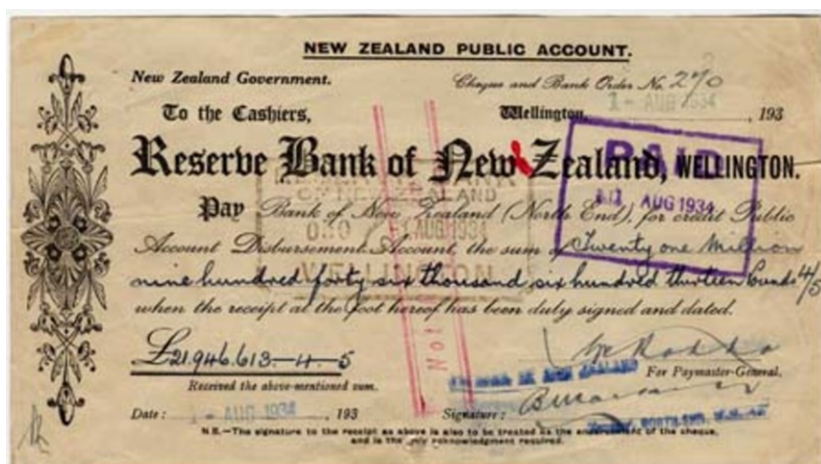 NEW ZEALAND PUBLIC ACCOUNT.
New Zealand Government.
Cheque and Bank Order No. 270
1 - AUG 1934
To the Cashiers,
Wellington, , 193
Reserve Bank of New Zealand, WELLINGTON.
PAID
AUG 1934
Pay Bank of New Zealand (North End), for credit Public
Account Disbursement Account, the sum of Twenty one Million
nine hundred forty six thousand six hundred thirteen Pounds 4/5
when the receipt at the foot hereof has been duly signed and dated.
AUG 1934
WELLINGTON
Not
£21,946,613—4—5
For Paymaster-General.
Received the above-mentioned sum.
NEW ZEALAND
Date: 1 - AUG 1934 , 193
Signature:
N.B.—The signature to the receipt as above is also to be treated as the endorsement of the cheque,
and is the only acknowledgment required.